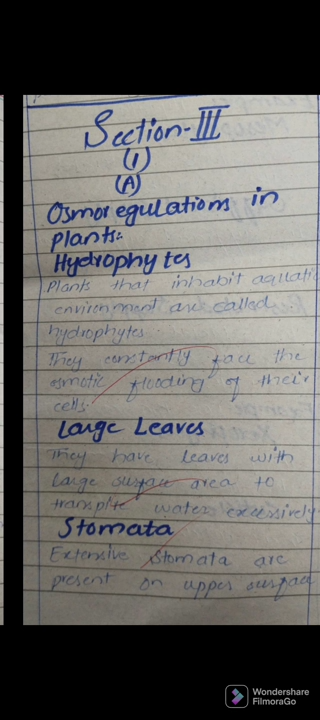 Section-III
(1)
(A)
Osmoregulations in
Plants:
Hydrophytes
Plants that inhabit aquatic
environment are called
hydrophytes.
They constantly face the
osmotic flooding of their
cells.
Large Leaves
They have leaves with
large surface area to
transpire water excessively.
Stomata
Extensive stomata are
present on upper surface
Wondershare
FilmoraGo